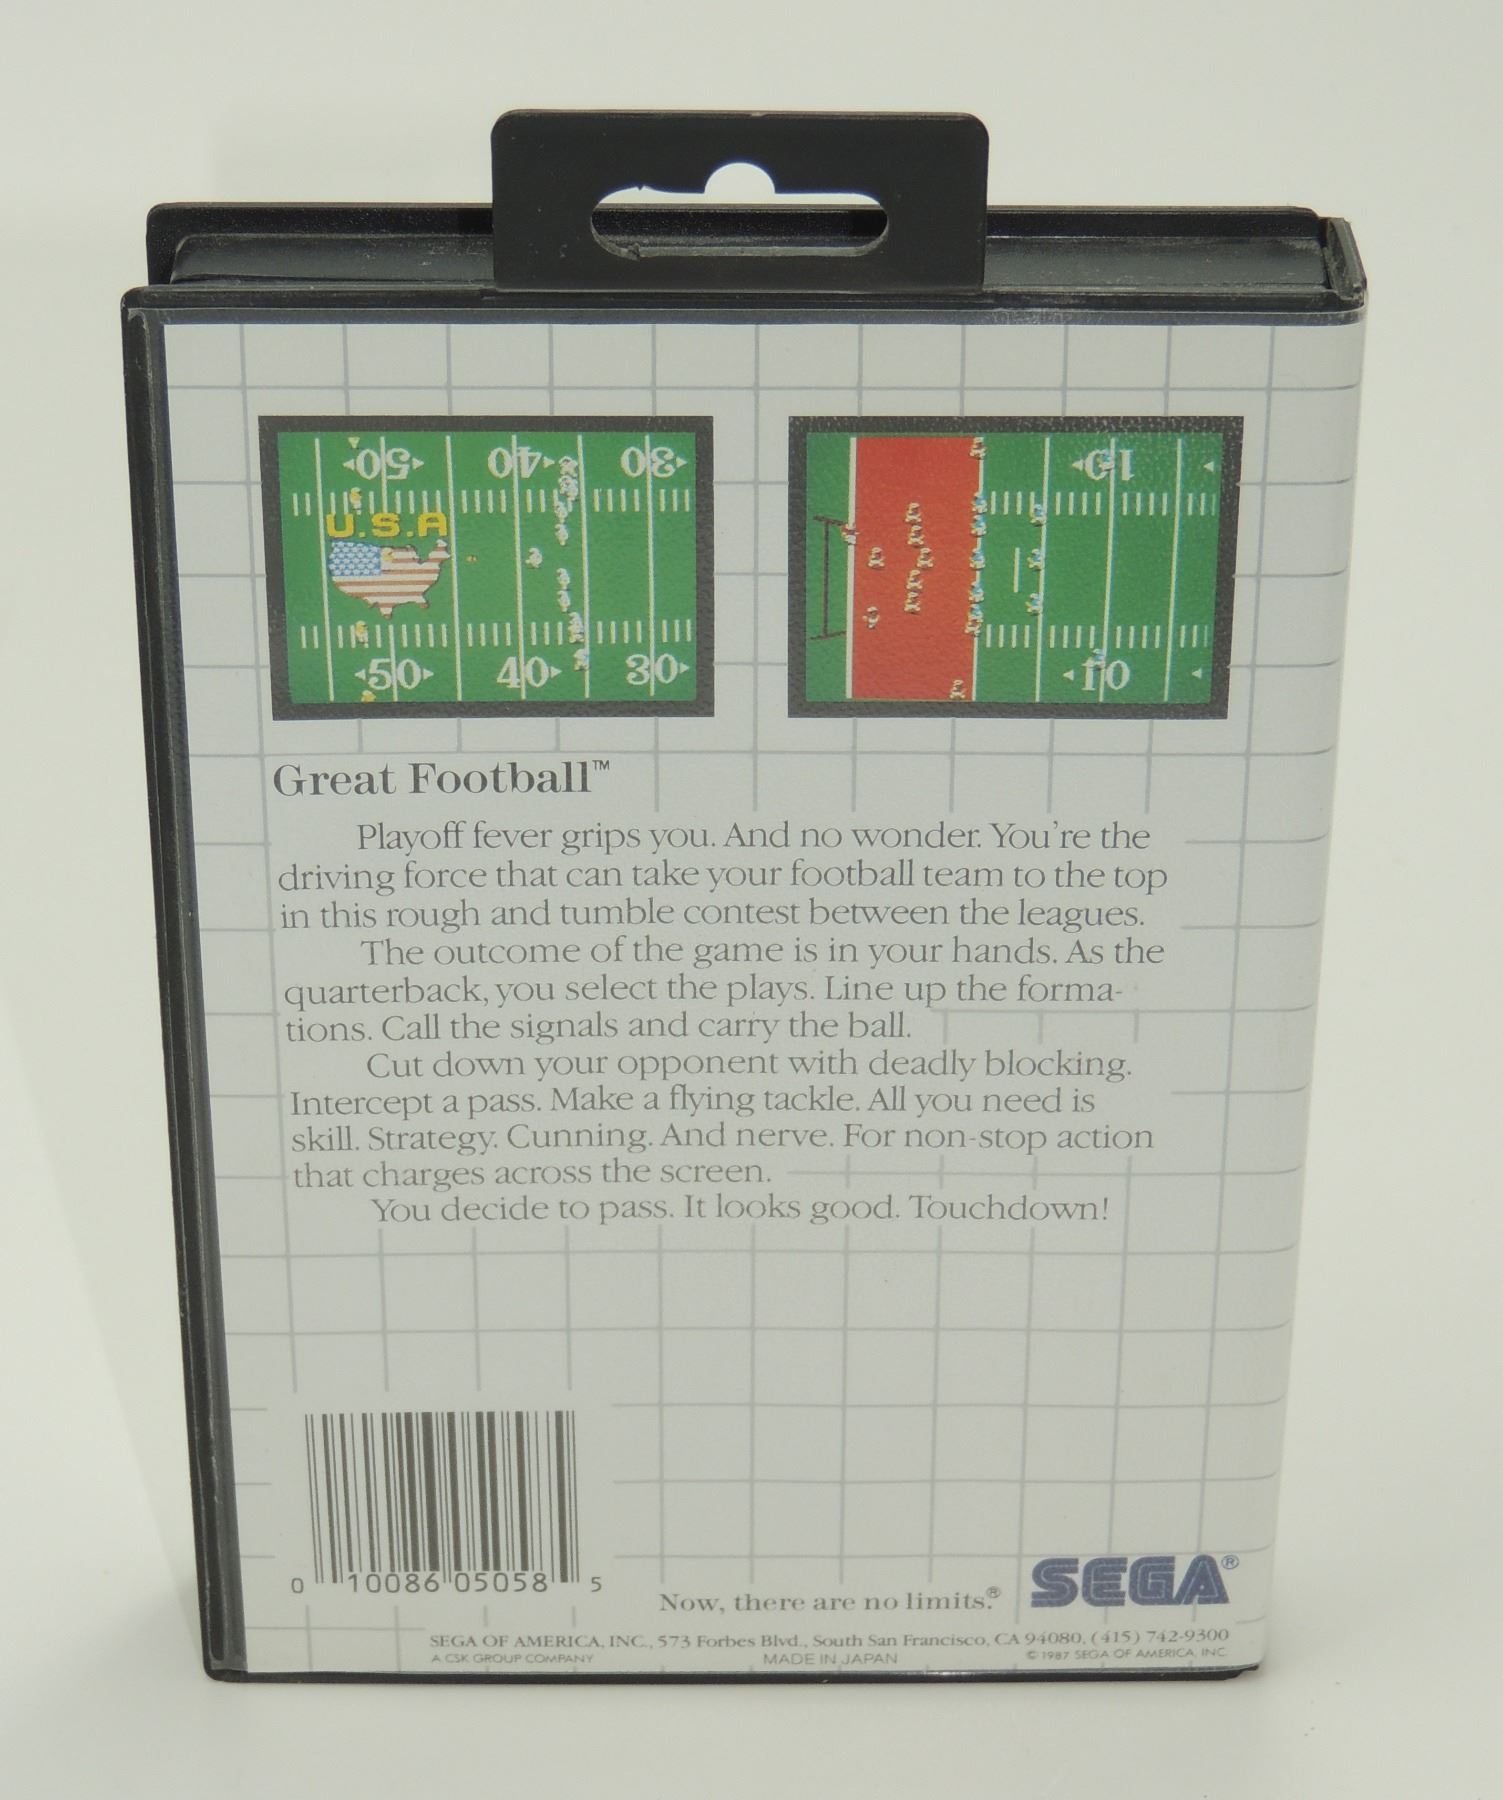 50 40 30
U.S.A
50 40 30
10
10
Great Football™
Playoff fever grips you. And no wonder. You're the
driving force that can take your football team to the top
in this rough and tumble contest between the leagues.
The outcome of the game is in your hands. As the
quarterback, you select the plays. Line up the forma-
tions. Call the signals and carry the ball.
Cut down your opponent with deadly blocking.
Intercept a pass. Make a flying tackle. All you need is
skill. Strategy. Cunning. And nerve. For non-stop action
that charges across the screen.
You decide to pass. It looks good. Touchdown!
0 10086 05058 5
Now, there are no limits.® SEGA®
SEGA OF AMERICA, INC., 573 Forbes Blvd., South San Francisco, CA 94080, (415) 742-9300
A CSK GROUP COMPANY MADE IN JAPAN © 1987 SEGA OF AMERICA, INC.